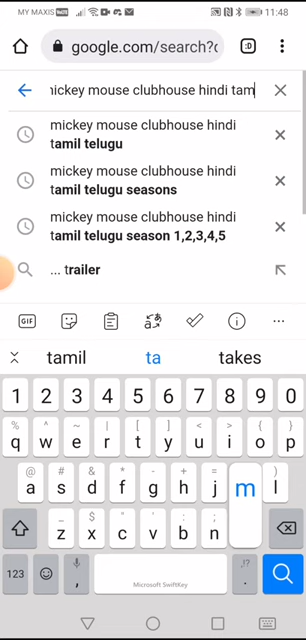 MY MAXIS VoLTE 11:48
google.com/search?c :D
nickey mouse clubhouse hindi tam
mickey mouse clubhouse hindi
tamil telugu
mickey mouse clubhouse hindi
tamil telugu seasons
mickey mouse clubhouse hindi
tamil telugu season 1,2,3,4,5
... trailer
GIF
tamil ta takes
1 2 3 4 5 6 7 8 9 0
% ^ ~ | [ ] < > { }
q w e r t y u i o p
@ # & * - + = )
a s d f g h j m l
_ $ " ' : ;
z x c v b n
123 , Microsoft SwiftKey ,!? .